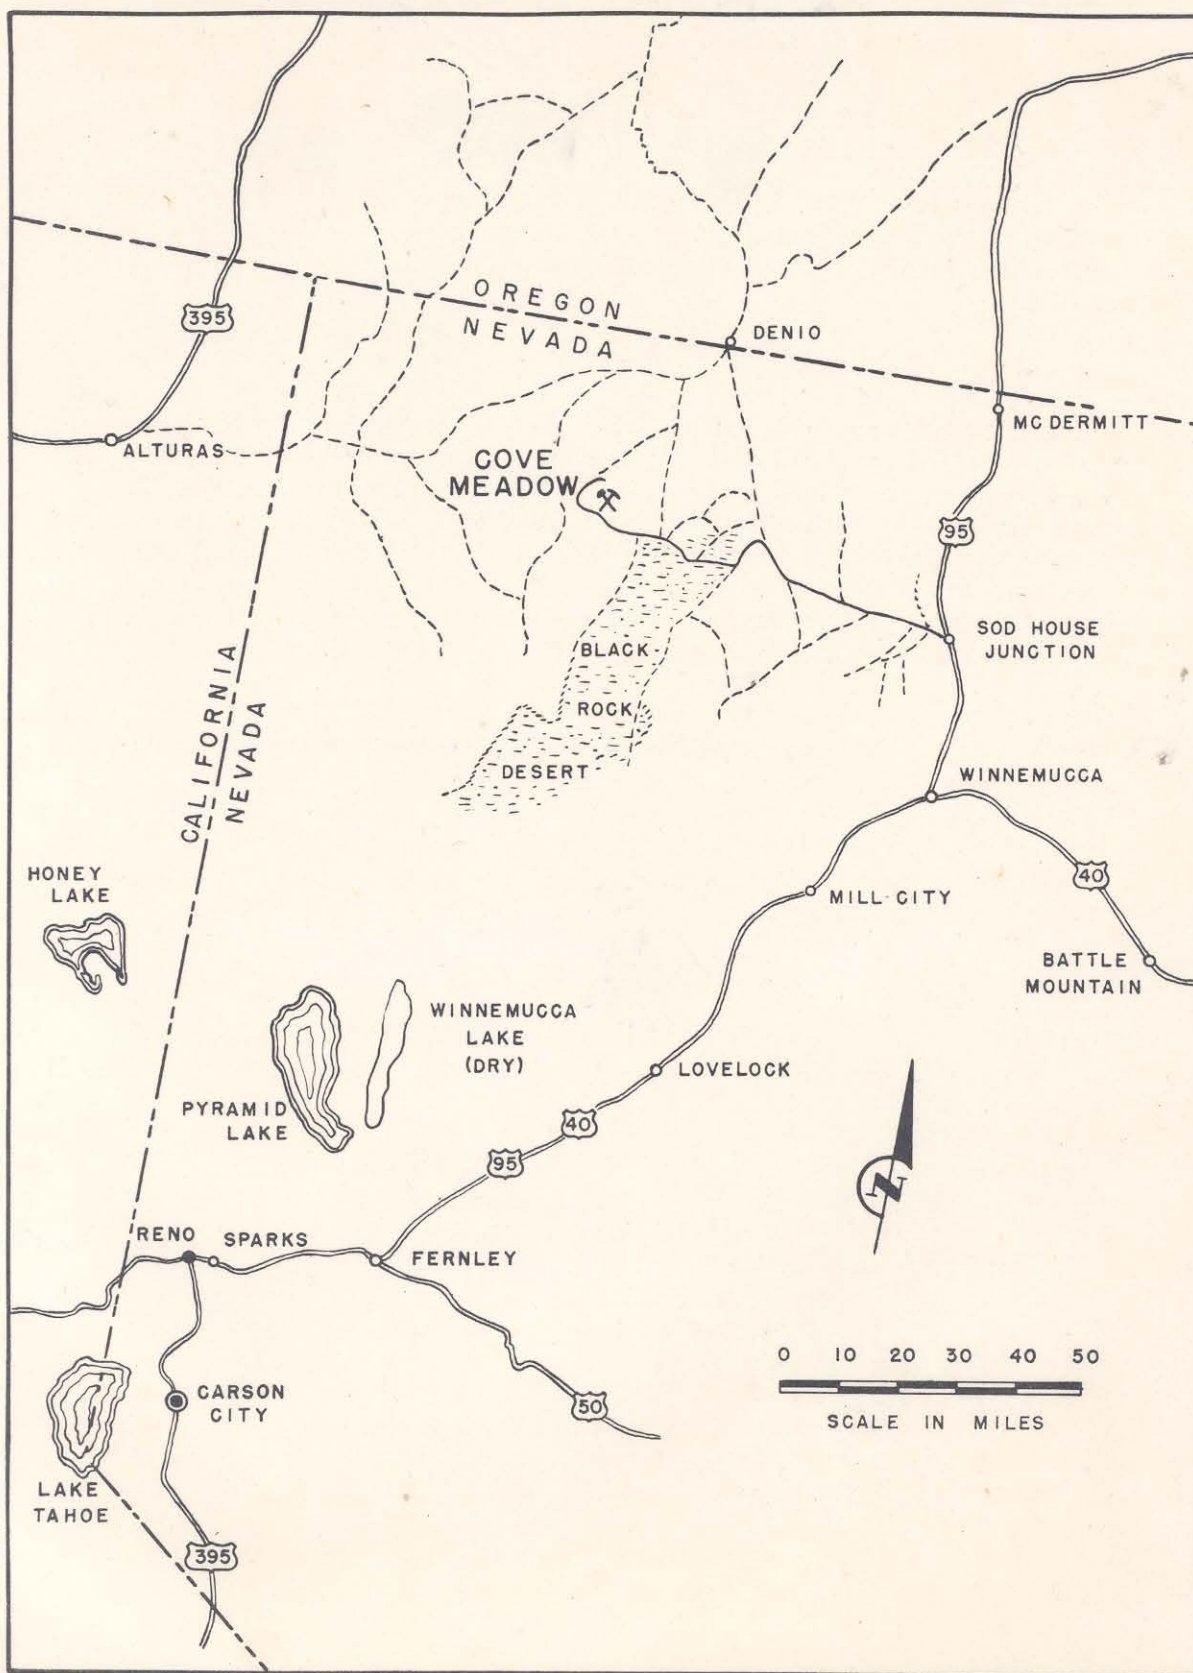 395
OREGON
NEVADA
DENIO
ALTURAS
MCDERMITT
COVE
MEADOW
95
SOD HOUSE
JUNCTION
BLACK
ROCK
DESERT
CALIFORNIA
NEVADA
WINNEMUCCA
HONEY
LAKE
40
MILL CITY
BATTLE
MOUNTAIN
WINNEMUCCA
LAKE
(DRY)
LOVELOCK
PYRAMID
LAKE
40
95
N
RENO
SPARKS
FERNLEY
0 10 20 30 40 50
SCALE IN MILES
CARSON
CITY
50
LAKE
TAHOE
395